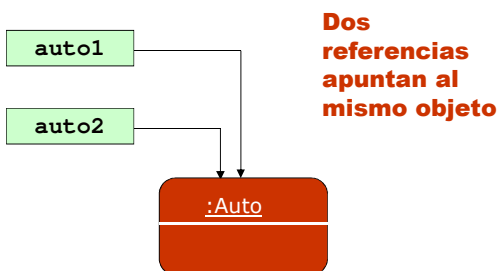 auto1
auto2
Dos
referencias
apuntan al
mismo objeto
:Auto